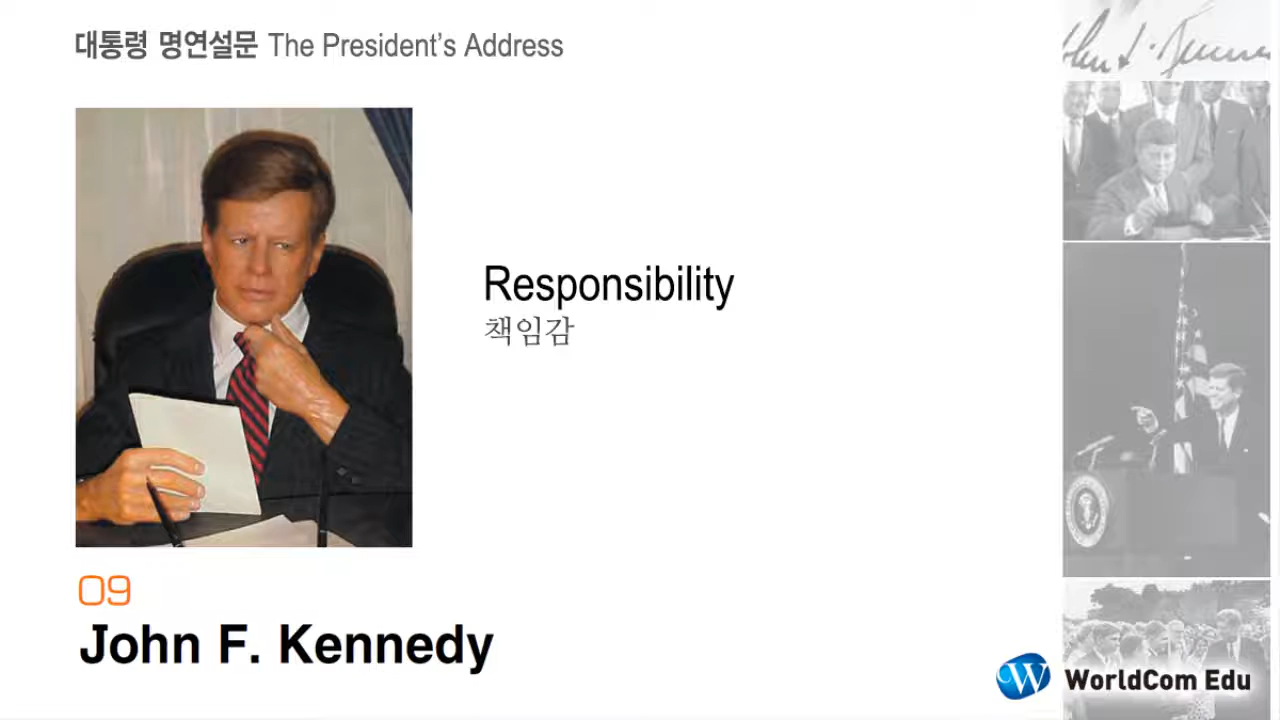 대통령 명연설문 The President's Address
Responsibility
책임감
09
John F. Kennedy
W WorldCom Edu